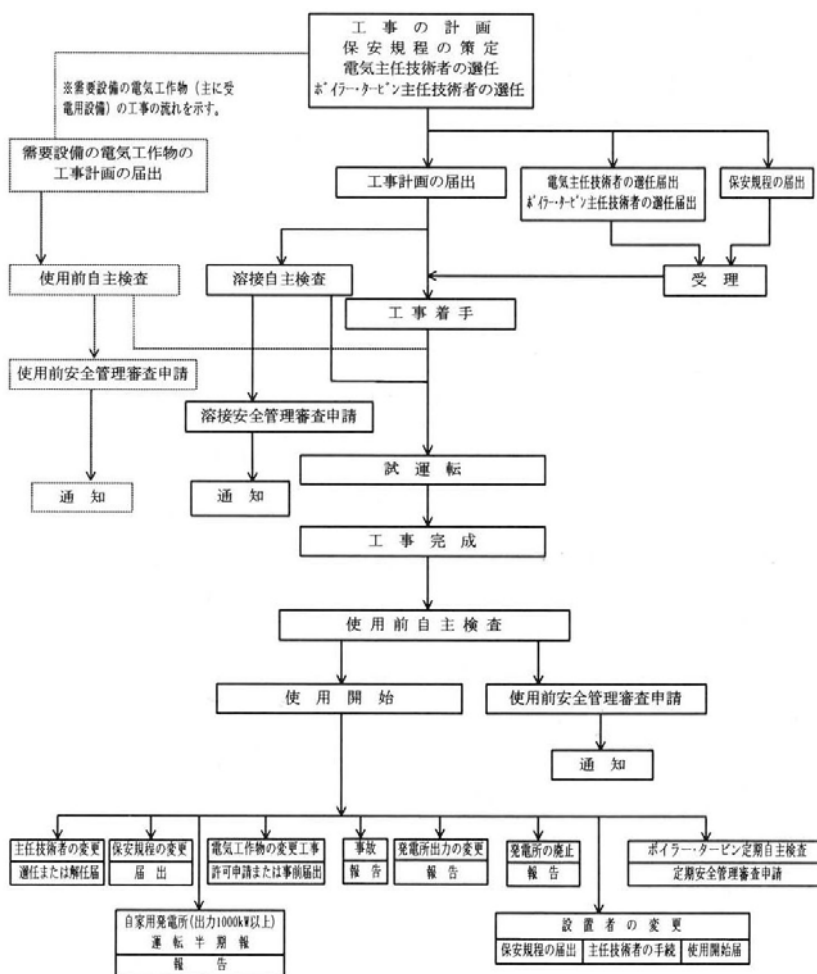 工事の計画
保安規程の策定
電気主任技術者の選任
ﾎﾞｲﾗｰ･ﾀｰﾋﾞﾝ主任技術者の選任
※需要設備の電気工作物（主に受
電用設備）の工事の流れを示す。
需要設備の電気工作物の
工事計画の届出
工事計画の届出
電気主任技術者の選任届出
ﾎﾞｲﾗｰ･ﾀｰﾋﾞﾝ主任技術者の選任届出
保安規程の届出
使用前自主検査
溶接自主検査
受理
工事着手
使用前安全管理審査申請
溶接安全管理審査申請
試運転
通知
通知
工事完成
使用前自主検査
使用開始
使用前安全管理審査申請
通知
主任技術者の変更
選任または解任届
保安規程の変更
届出
電気工作物の変更工事
許可申請または事前届出
事故
報告
発電所出力の変更
報告
発電所の廃止
報告
ボイラー・タービン定期自主検査
定期安全管理審査申請
自家用発電所(出力1000kW以上)
運転半期報
報告
設置者の変更
保安規程の届出
主任技術者の手続
使用開始届